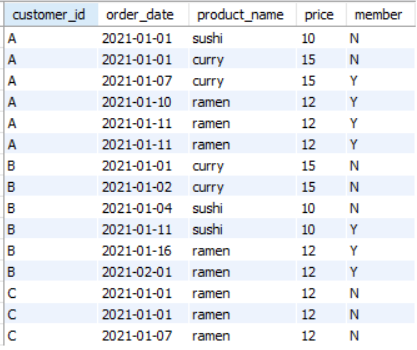 customer_id order_date product_name price member
A 2021-01-01 sushi 10 N
A 2021-01-01 curry 15 N
A 2021-01-07 curry 15 Y
A 2021-01-10 ramen 12 Y
A 2021-01-11 ramen 12 Y
A 2021-01-11 ramen 12 Y
B 2021-01-01 curry 15 N
B 2021-01-02 curry 15 N
B 2021-01-04 sushi 10 N
B 2021-01-11 sushi 10 Y
B 2021-01-16 ramen 12 Y
B 2021-02-01 ramen 12 Y
C 2021-01-01 ramen 12 N
C 2021-01-01 ramen 12 N
C 2021-01-07 ramen 12 N